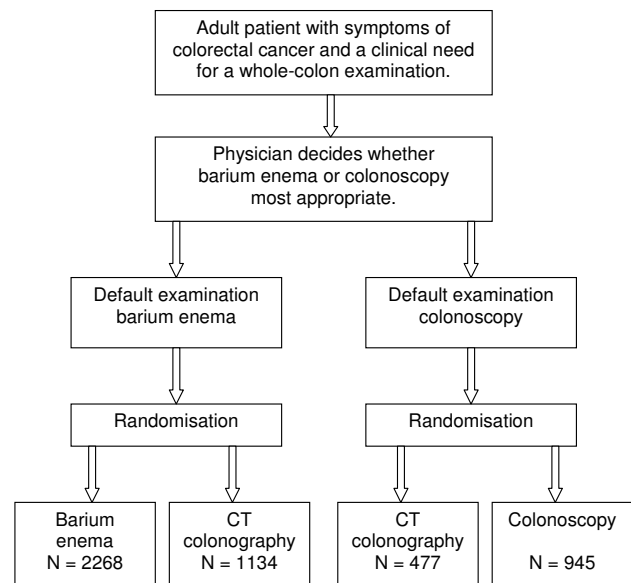 Adult patient with symptoms of
colorectal cancer and a clinical need
for a whole-colon examination.
Physician decides whether
barium enema or colonoscopy
most appropriate.
Default examination
barium enema
Default examination
colonoscopy
Randomisation
Randomisation
Barium
enema
N = 2268
CT
colonography
N = 1134
CT
colonography
N = 477
Colonoscopy
N = 945